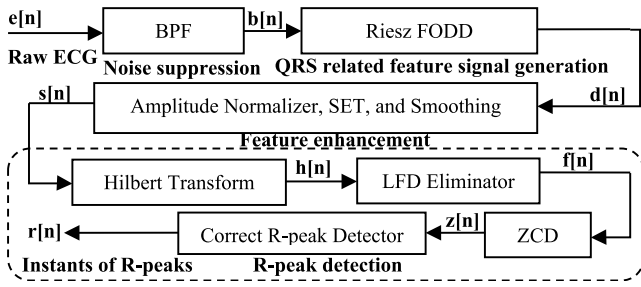 e[n]
Raw ECG
BPF
b[n]
Riesz FODD
Noise suppression
QRS related feature signal generation
s[n]
Amplitude Normalizer, SET, and Smoothing
d[n]
Feature enhancement
Hilbert Transform
h[n]
LFD Eliminator
f[n]
r[n]
Correct R-peak Detector
z[n]
ZCD
Instants of R-peaks
R-peak detection